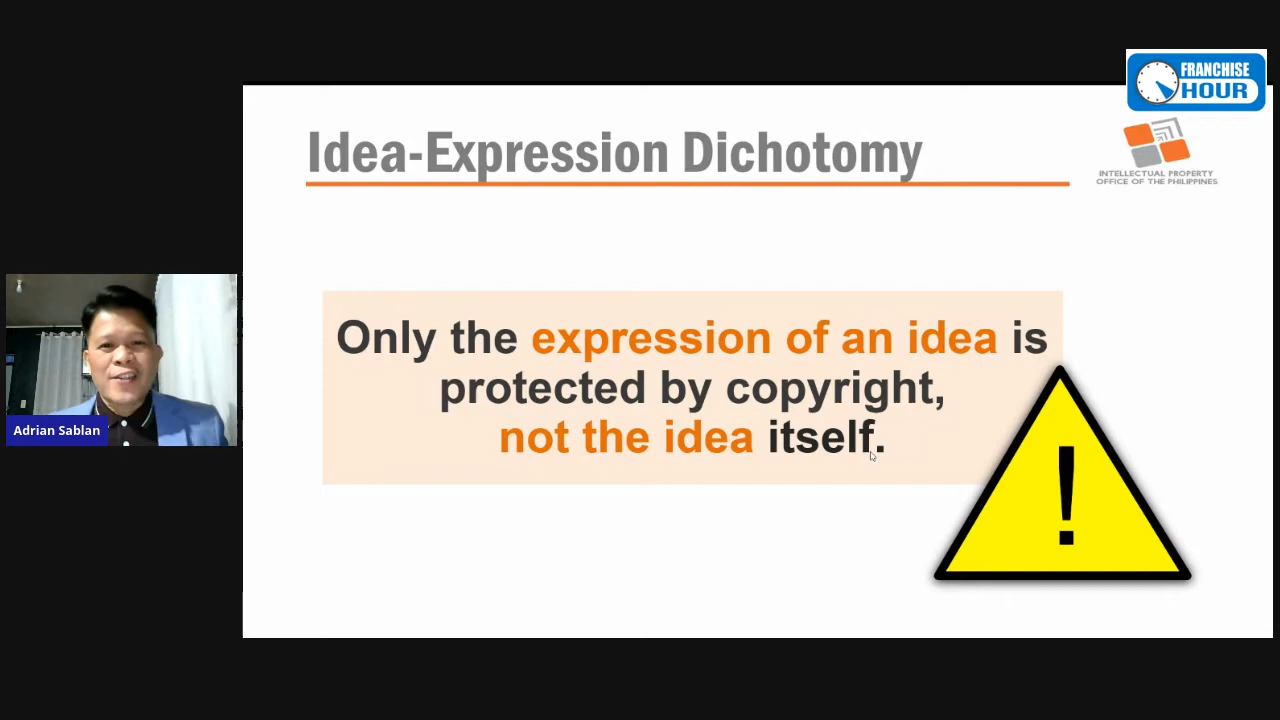 FRANCHISE
HOUR
Idea-Expression Dichotomy
INTELLECTUAL PROPERTY
OFFICE OF THE PHILIPPINES
Only the expression of an idea is
protected by copyright,
not the idea itself.
!
Adrian Sablan